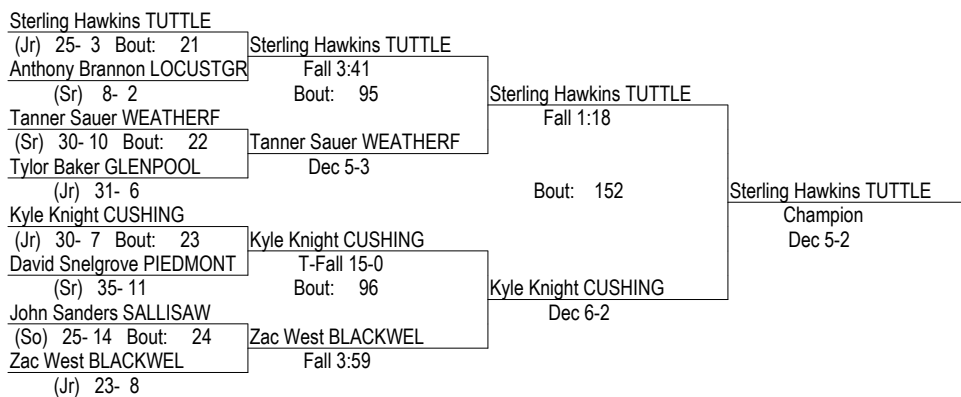 Sterling Hawkins TUTTLE
(Jr) 25- 3 Bout: 21
Anthony Brannon LOCUSTGR
(Sr) 8- 2
Tanner Sauer WEATHERF
(Sr) 30- 10 Bout: 22
Tylor Baker GLENPOOL
(Jr) 31- 6
Kyle Knight CUSHING
(Jr) 30- 7 Bout: 23
David Snelgrove PIEDMONT
(Sr) 35- 11
John Sanders SALLISAW
(So) 25- 14 Bout: 24
Zac West BLACKWEL
(Jr) 23- 8
Sterling Hawkins TUTTLE
Fall 3:41
Bout: 95
Tanner Sauer WEATHERF
Dec 5-3
Kyle Knight CUSHING
T-Fall 15-0
Bout: 96
Zac West BLACKWEL
Fall 3:59
Sterling Hawkins TUTTLE
Fall 1:18
Bout: 152
Kyle Knight CUSHING
Dec 6-2
Sterling Hawkins TUTTLE
Champion
Dec 5-2